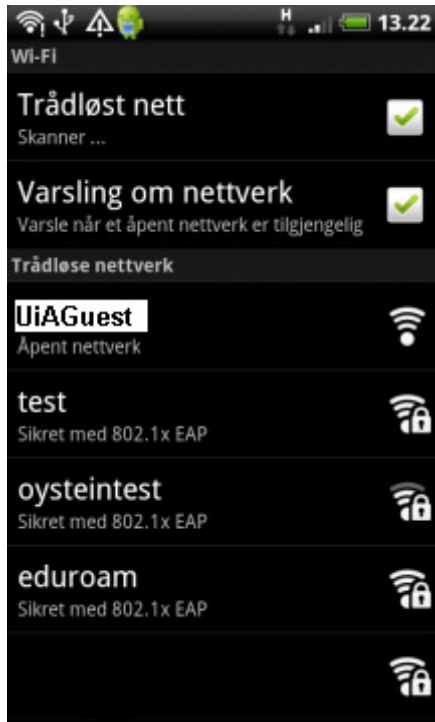 H
13.22
Wi-Fi
Trådløst nett
Skanner ...
Varsling om nettverk
Varsle når et åpent nettverk er tilgjengelig
Trådløse nettverk
UiAGuest
Åpent nettverk
test
Sikret med 802.1x EAP
oysteintest
Sikret med 802.1x EAP
eduroam
Sikret med 802.1x EAP